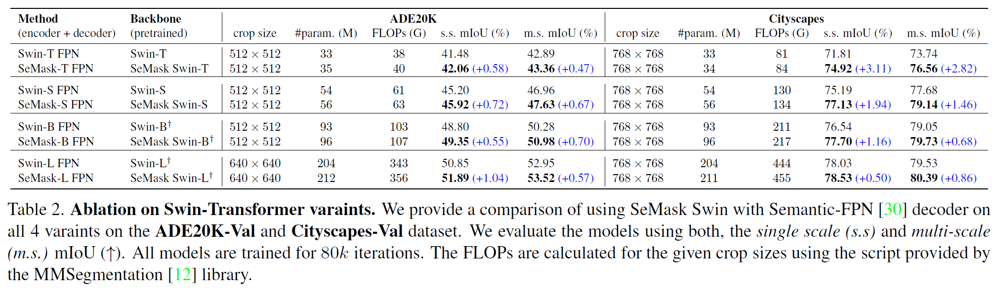 Method Backbone ADE20K Cityscapes
(encoder + decoder) (pretrained) crop size #param. (M) FLOPs (G) s.s. mIoU (%) m.s. mIoU (%) crop size #param. (M) FLOPs (G) s.s. mIoU (%) m.s. mIoU (%)
Swin-T FPN Swin-T 512 × 512 33 38 41.48 42.89 768 × 768 33 81 71.81 73.74
SeMask-T FPN SeMask Swin-T 512 × 512 35 40 42.06 (+0.58) 43.36 (+0.47) 768 × 768 34 84 74.92 (+3.11) 76.56 (+2.82)
Swin-S FPN Swin-S 512 × 512 54 61 45.20 46.96 768 × 768 54 130 75.19 77.68
SeMask-S FPN SeMask Swin-S 512 × 512 56 63 45.92 (+0.72) 47.63 (+0.67) 768 × 768 56 134 77.13 (+1.94) 79.14 (+1.46)
Swin-B FPN Swin-B† 512 × 512 93 103 48.80 50.28 768 × 768 93 211 76.54 79.05
SeMask-B FPN SeMask Swin-B† 512 × 512 96 107 49.35 (+0.55) 50.98 (+0.70) 768 × 768 96 217 77.70 (+1.16) 79.73 (+0.68)
Swin-L FPN Swin-L† 640 × 640 204 343 50.85 52.95 768 × 768 204 444 78.03 79.53
SeMask-L FPN SeMask Swin-L† 640 × 640 212 356 51.89 (+1.04) 53.52 (+0.57) 768 × 768 211 455 78.53 (+0.50) 80.39 (+0.86)
Table 2. Ablation on Swin-Transformer varaints. We provide a comparison of using SeMask Swin with Semantic-FPN [30] decoder on
all 4 varaints on the ADE20K-Val and Cityscapes-Val dataset. We evaluate the models using both, the single scale (s.s) and multi-scale
(m.s.) mIoU (↑). All models are trained for 80k iterations. The FLOPs are calculated for the given crop sizes using the script provided by
the MMSegmentation [12] library.